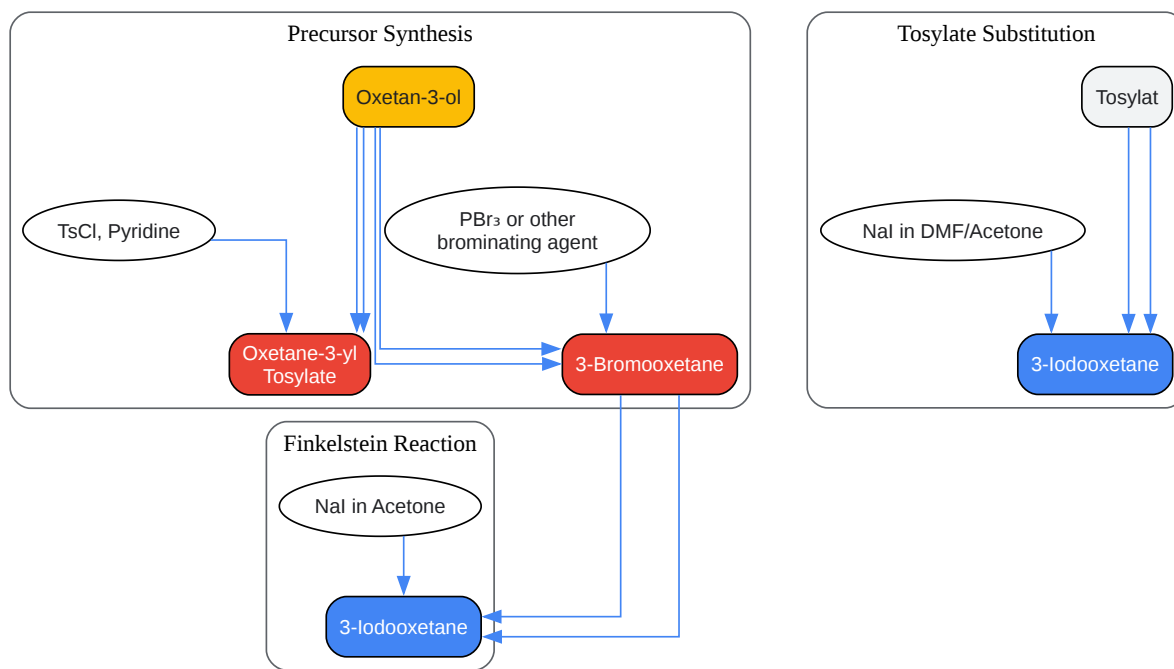 Precursor Synthesis
Oxetan-3-ol
TsCl, Pyridine
PBr₃ or other
brominating agent
Oxetane-3-yl
Tosylate
3-Bromooxetane
Tosylate Substitution
Tosylat
NaI in DMF/Acetone
3-Iodooxetane
Finkelstein Reaction
NaI in Acetone
3-Iodooxetane